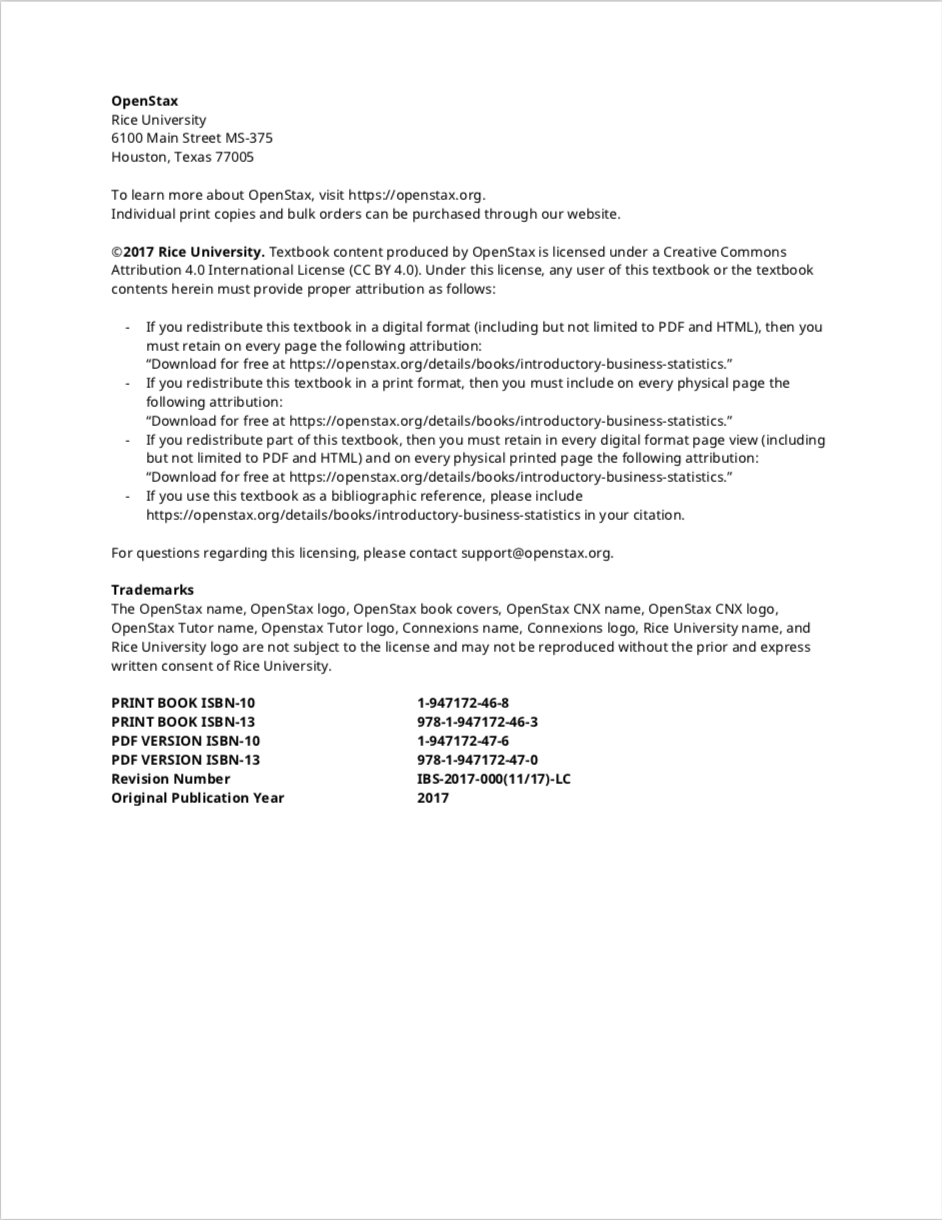 OpenStax
Rice University
6100 Main Street MS-375
Houston, Texas 77005
To learn more about OpenStax, visit https://openstax.org.
Individual print copies and bulk orders can be purchased through our website.
©2017 Rice University. Textbook content produced by OpenStax is licensed under a Creative Commons
Attribution 4.0 International License (CC BY 4.0). Under this license, any user of this textbook or the textbook
contents herein must provide proper attribution as follows:
- If you redistribute this textbook in a digital format (including but not limited to PDF and HTML), then you
must retain on every page the following attribution:
“Download for free at https://openstax.org/details/books/introductory-business-statistics.”
- If you redistribute this textbook in a print format, then you must include on every physical page the
following attribution:
“Download for free at https://openstax.org/details/books/introductory-business-statistics.”
- If you redistribute part of this textbook, then you must retain in every digital format page view (including
but not limited to PDF and HTML) and on every physical printed page the following attribution:
“Download for free at https://openstax.org/details/books/introductory-business-statistics.”
- If you use this textbook as a bibliographic reference, please include
https://openstax.org/details/books/introductory-business-statistics in your citation.
For questions regarding this licensing, please contact support@openstax.org.
Trademarks
The OpenStax name, OpenStax logo, OpenStax book covers, OpenStax CNX name, OpenStax CNX logo,
OpenStax Tutor name, Openstax Tutor logo, Connexions name, Connexions logo, Rice University name, and
Rice University logo are not subject to the license and may not be reproduced without the prior and express
written consent of Rice University.
PRINT BOOK ISBN-10 1-947172-46-8
PRINT BOOK ISBN-13 978-1-947172-46-3
PDF VERSION ISBN-10 1-947172-47-6
PDF VERSION ISBN-13 978-1-947172-47-0
Revision Number IBS-2017-000(11/17)-LC
Original Publication Year 2017